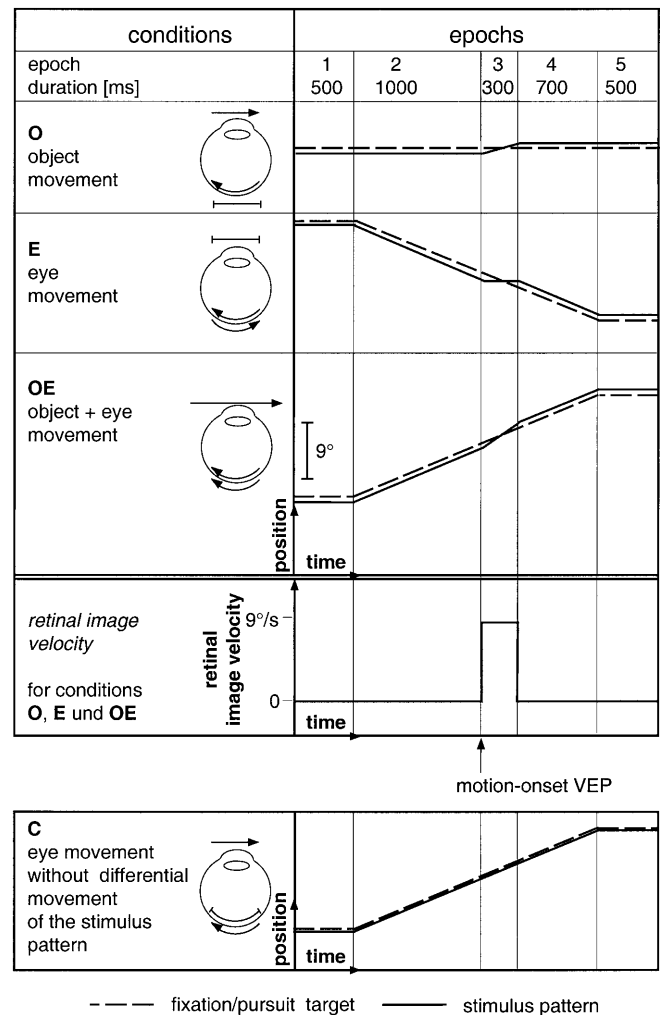 conditions epochs
epoch 1 2 3 4 5
duration [ms] 500 1000 300 700 500
O
object
movement
E
eye
movement
OE
object + eye
movement
9°
position
time
retinal image
velocity
for conditions
O, E und OE
retinal
image velocity
9°/s
0
time
motion-onset VEP
C
eye movement
without differential
movement
of the stimulus
pattern
position
time
fixation/pursuit target stimulus pattern